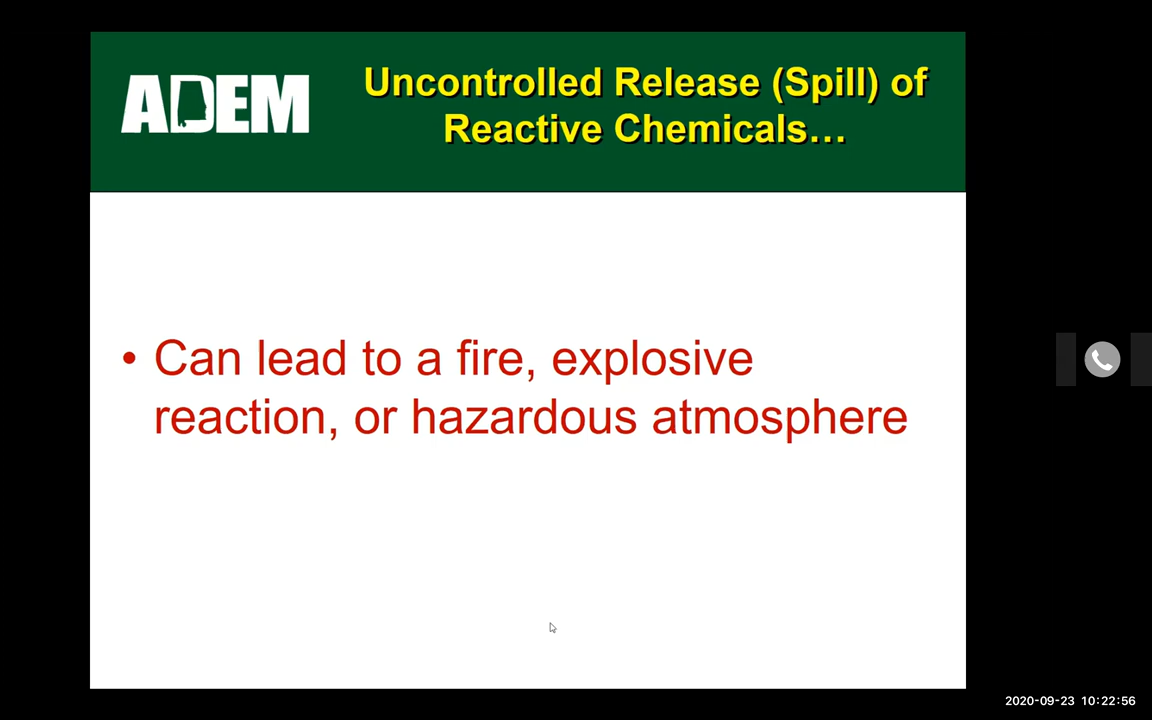 ADEM
Uncontrolled Release (Spill) of
Reactive Chemicals…
• Can lead to a fire, explosive
reaction, or hazardous atmosphere
2020-09-23 10:22:56